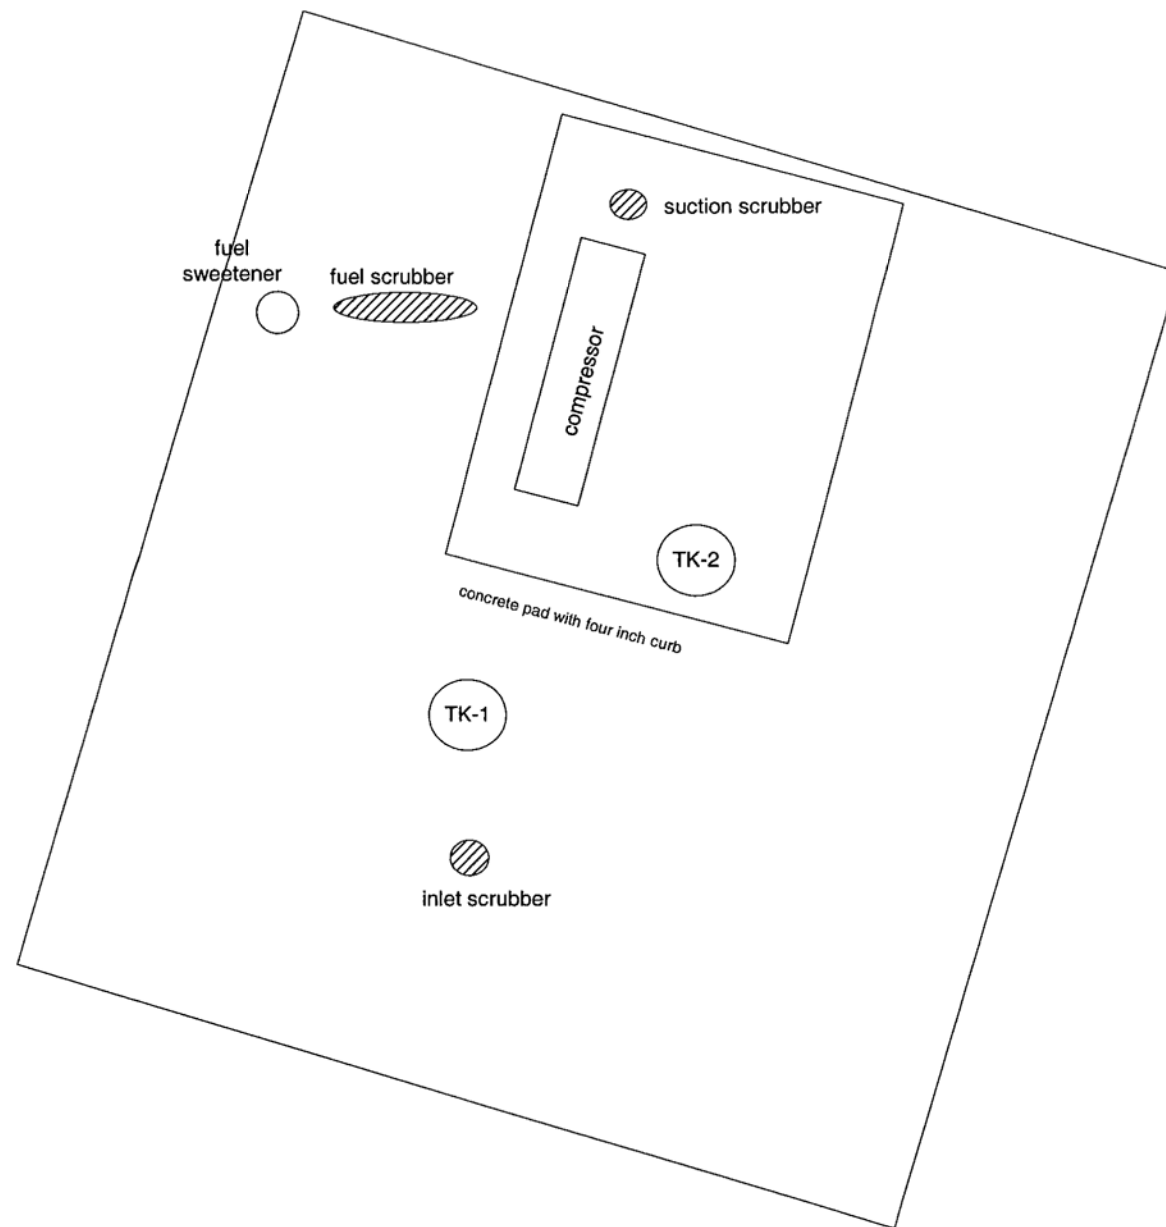 suction scrubber
fuel
sweetener
fuel scrubber
compressor
TK-2
concrete pad with four inch curb
TK-1
inlet scrubber